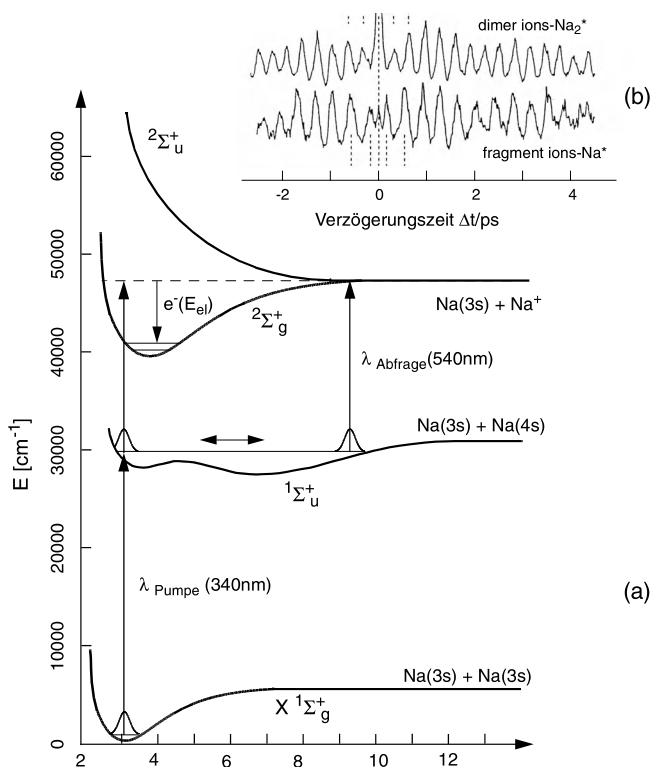 dimer ions-Na₂*
(b)
fragment ions-Na*
-2 0 2 4
Verzögerungszeit Δt/ps
E [cm⁻¹]
60000
50000
40000
30000
20000
10000
0
²Σ⁺ᵤ
e⁻(Eₑₗ)
²Σ⁺g
Na(3s) + Na⁺
λ Abfrage (540nm)
Na(3s) + Na(4s)
¹Σ⁺ᵤ
λ Pumpe (340nm)
(a)
Na(3s) + Na(3s)
X ¹Σ⁺g
2 4 6 8 10 12